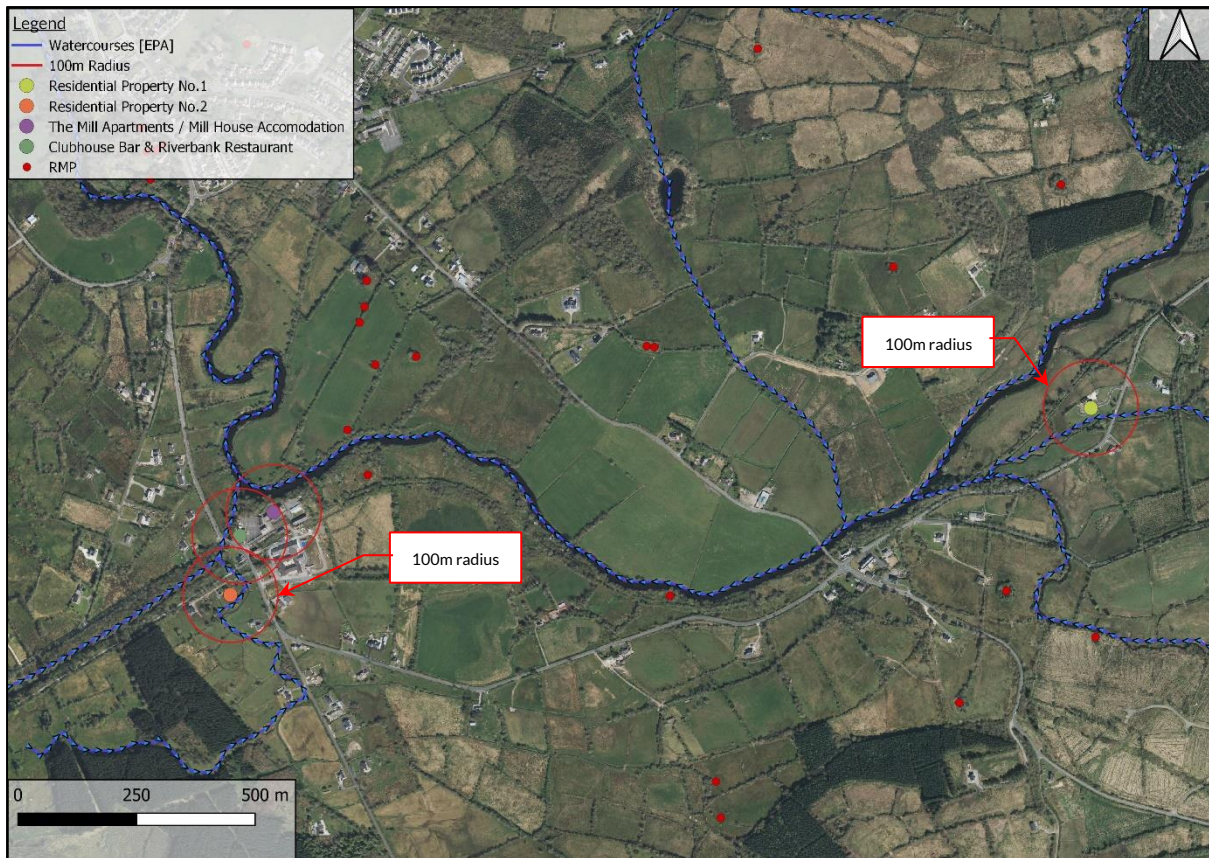 Legend
Watercourses [EPA]
100m Radius
Residential Property No.1
Residential Property No.2
The Mill Apartments / Mill House Accomodation
Clubhouse Bar & Riverbank Restaurant
RMP
100m radius
100m radius
0 250 500 m